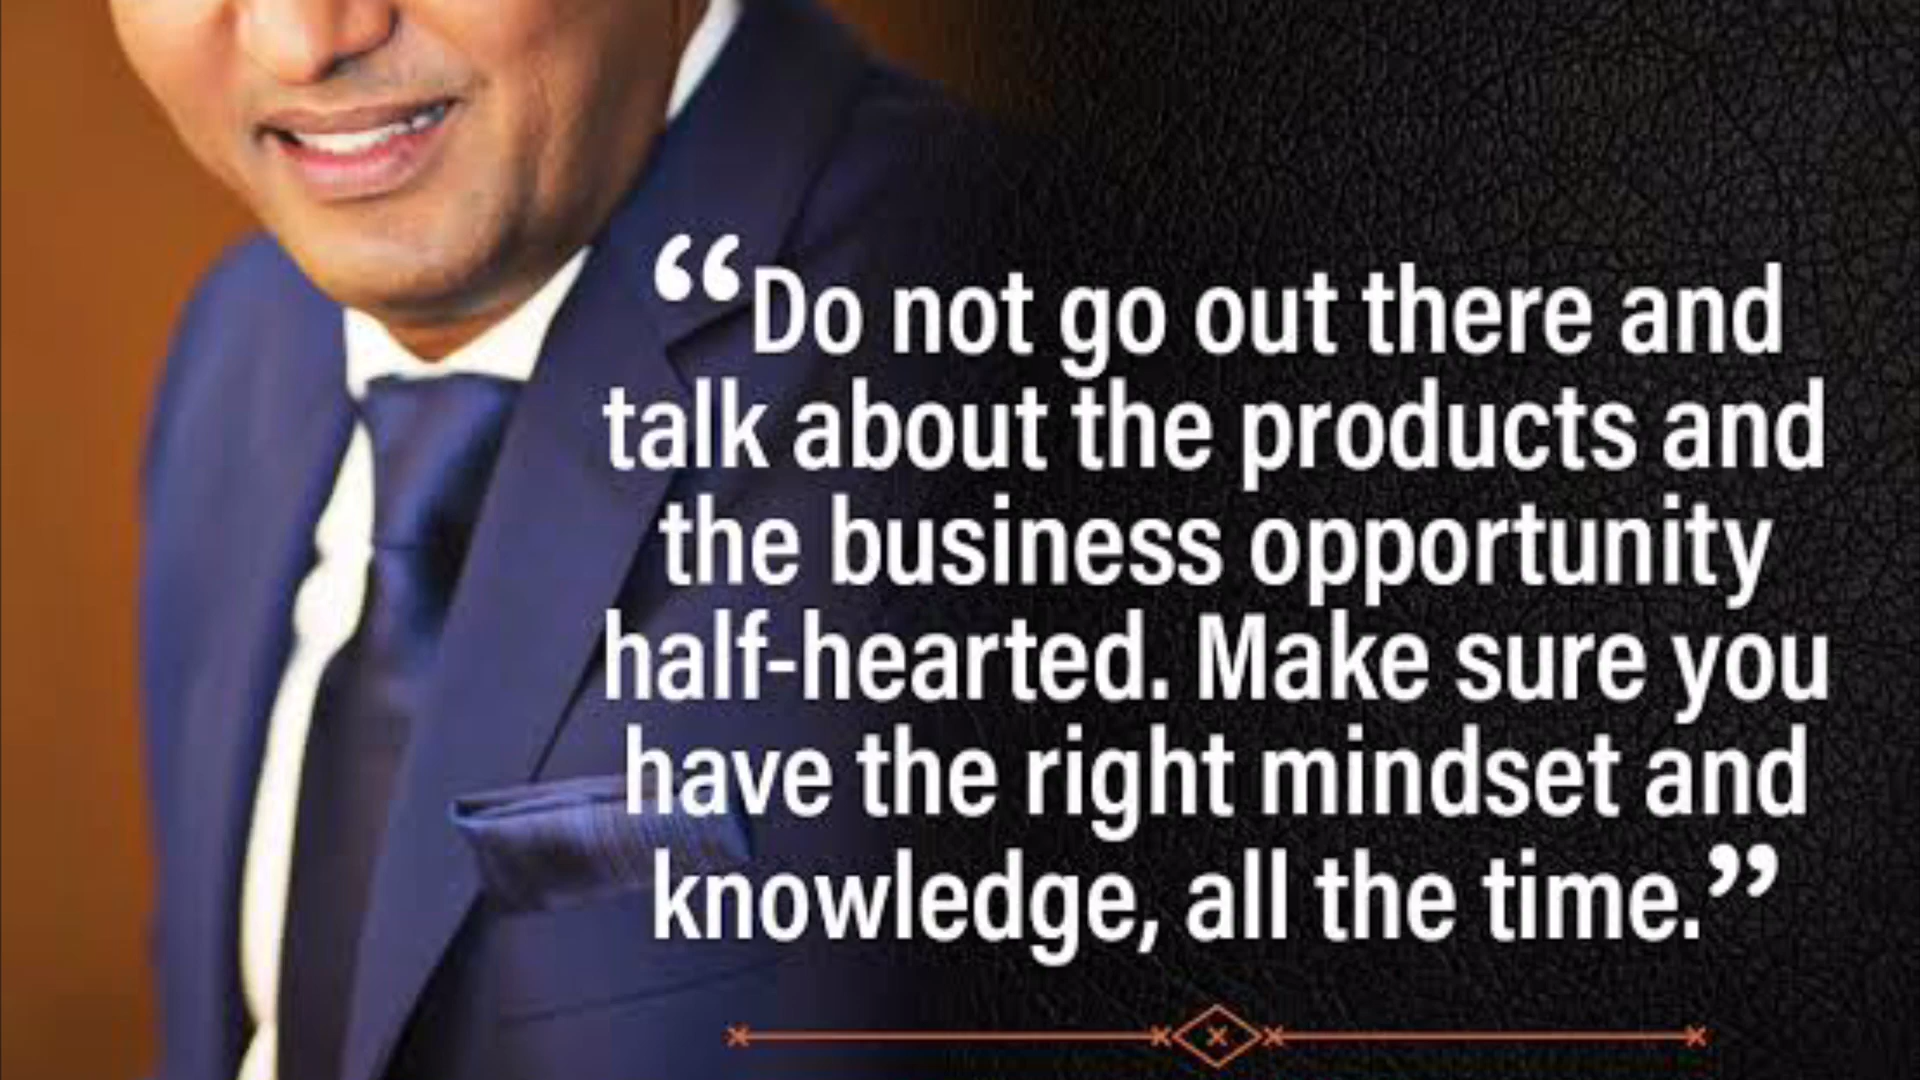 “Do not go out there and
talk about the products and
the business opportunity
half-hearted. Make sure you
have the right mindset and
knowledge, all the time.”